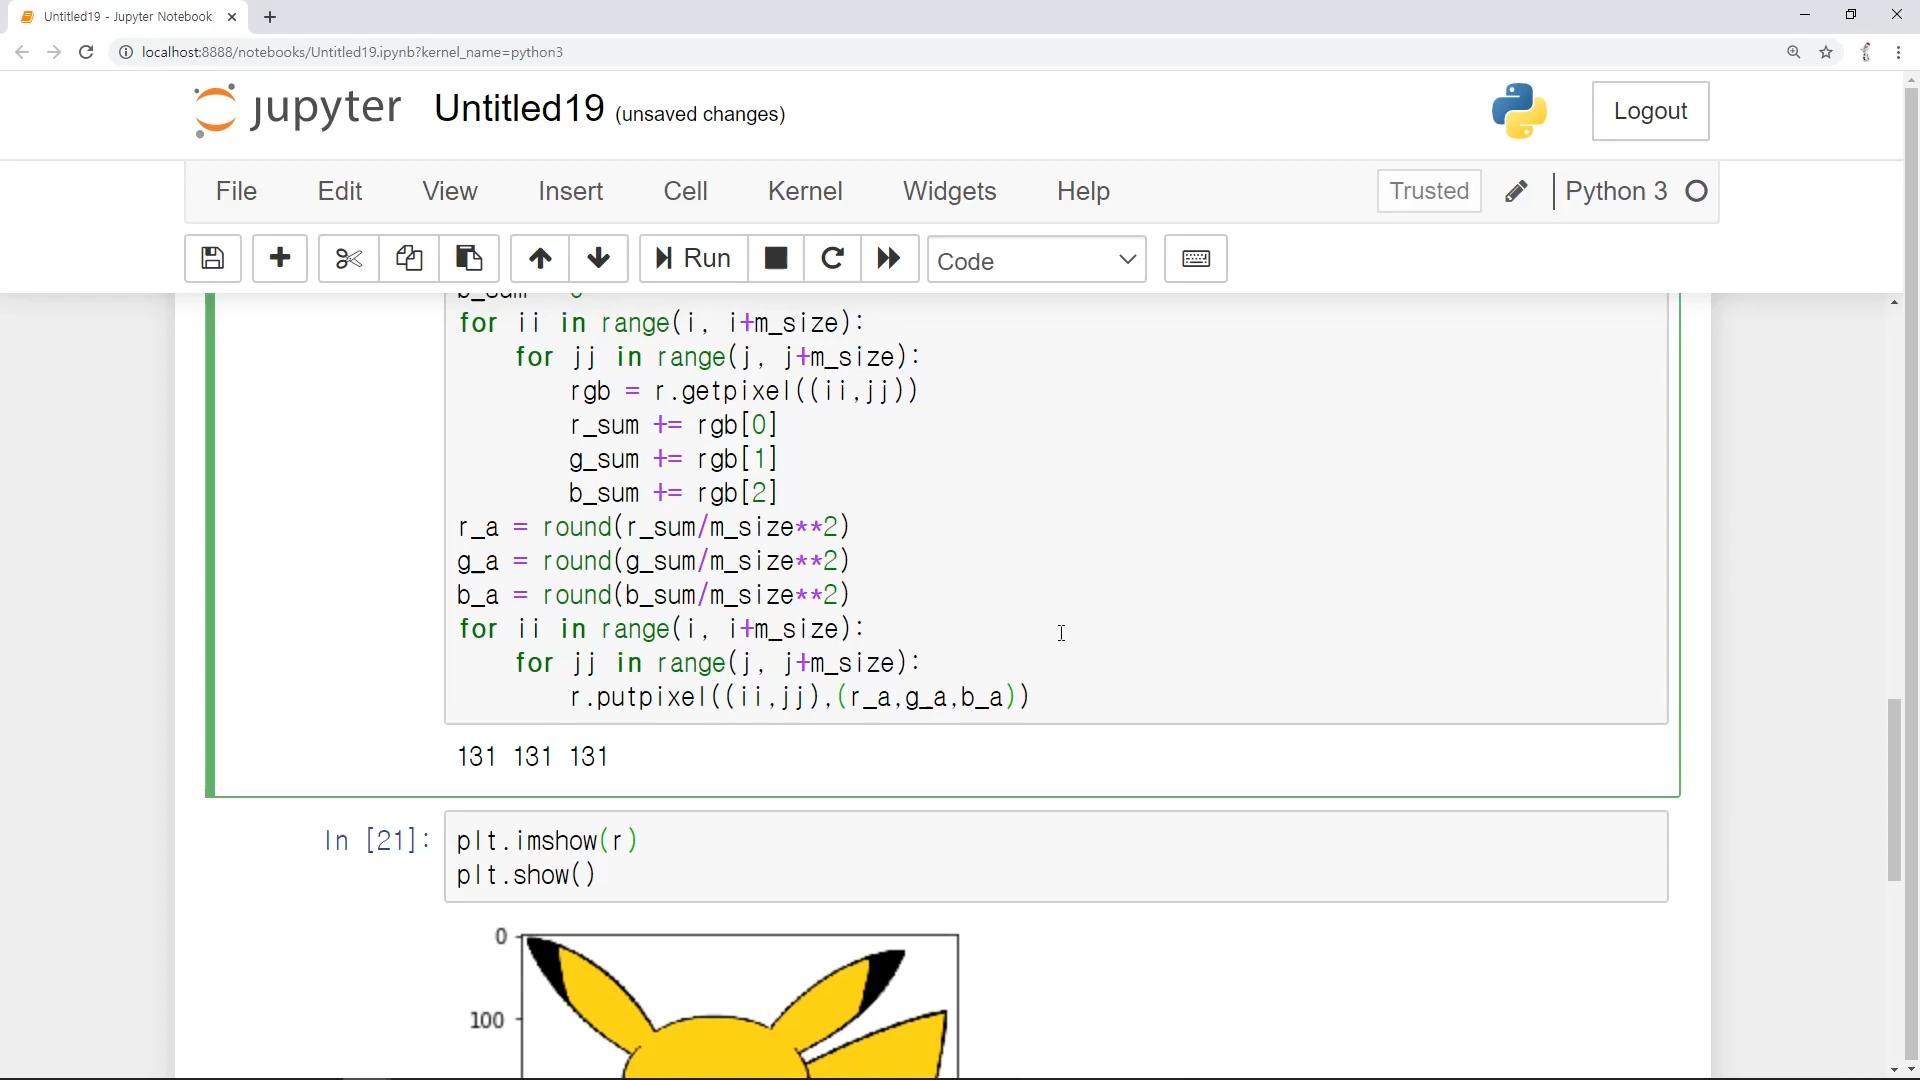 Untitled19 - Jupyter Notebook
localhost:8888/notebooks/Untitled19.ipynb?kernel_name=python3
jupyter Untitled19 (unsaved changes)
Logout
File Edit View Insert Cell Kernel Widgets Help Trusted Python 3
Run Code
for ii in range(i, i+m_size):
for jj in range(j, j+m_size):
rgb = r.getpixel((ii,jj))
r_sum += rgb[0]
g_sum += rgb[1]
b_sum += rgb[2]
r_a = round(r_sum/m_size**2)
g_a = round(g_sum/m_size**2)
b_a = round(b_sum/m_size**2)
for ii in range(i, i+m_size):
for jj in range(j, j+m_size):
r.putpixel((ii,jj),(r_a,g_a,b_a))
131 131 131
In [21]: plt.imshow(r)
plt.show()
0
100